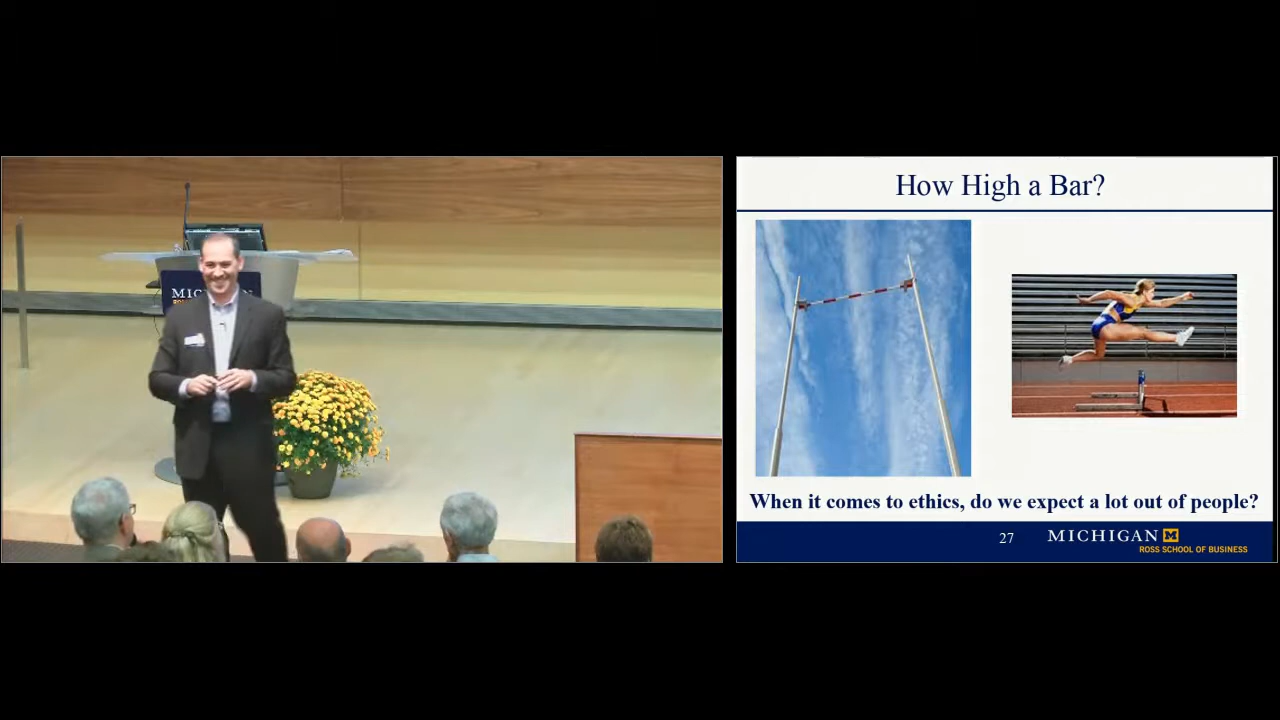 MIC
How High a Bar?
When it comes to ethics, do we expect a lot out of people?
27
MICHIGAN M
ROSS SCHOOL OF BUSINESS